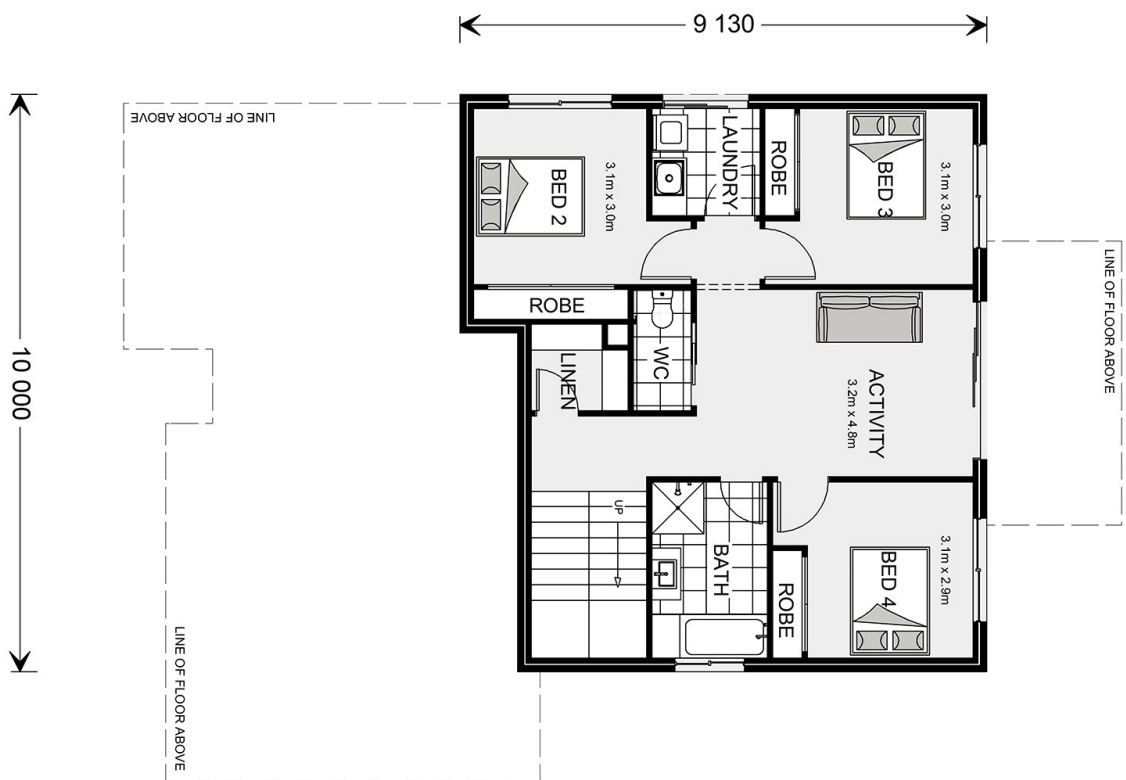 9 130
LINE OF FLOOR ABOVE
10 000
LAUNDRY
ROBE
BED 3
3.1m x 3.0m
BED 2
3.1m x 3.0m
LINE OF FLOOR ABOVE
ROBE
WC
LINEN
ACTIVITY
3.2m x 4.8m
UP
BATH
ROBE
BED 4
3.1m x 2.9m
LINE OF FLOOR ABOVE